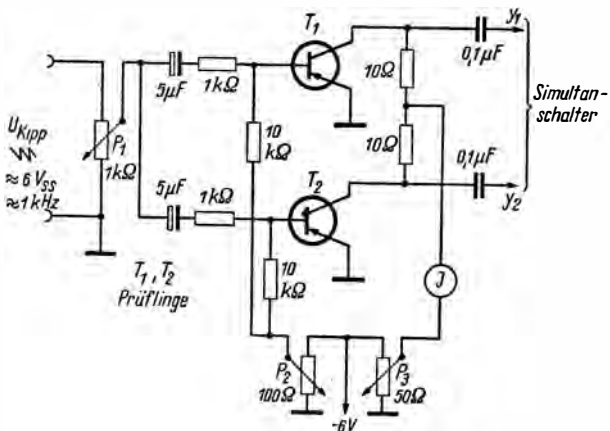 T1
y1
0,1µF
10Ω
5µF
1kΩ
Simultan-
schalter
UKipp
≈ 6 Vss
≈ 1 kHz
P1
1kΩ
10
kΩ
10Ω
T2
0,1µF
y2
5µF
1kΩ
T1, T2
Prüflinge
10
kΩ
J
P2
100Ω
P3
50Ω
-6V